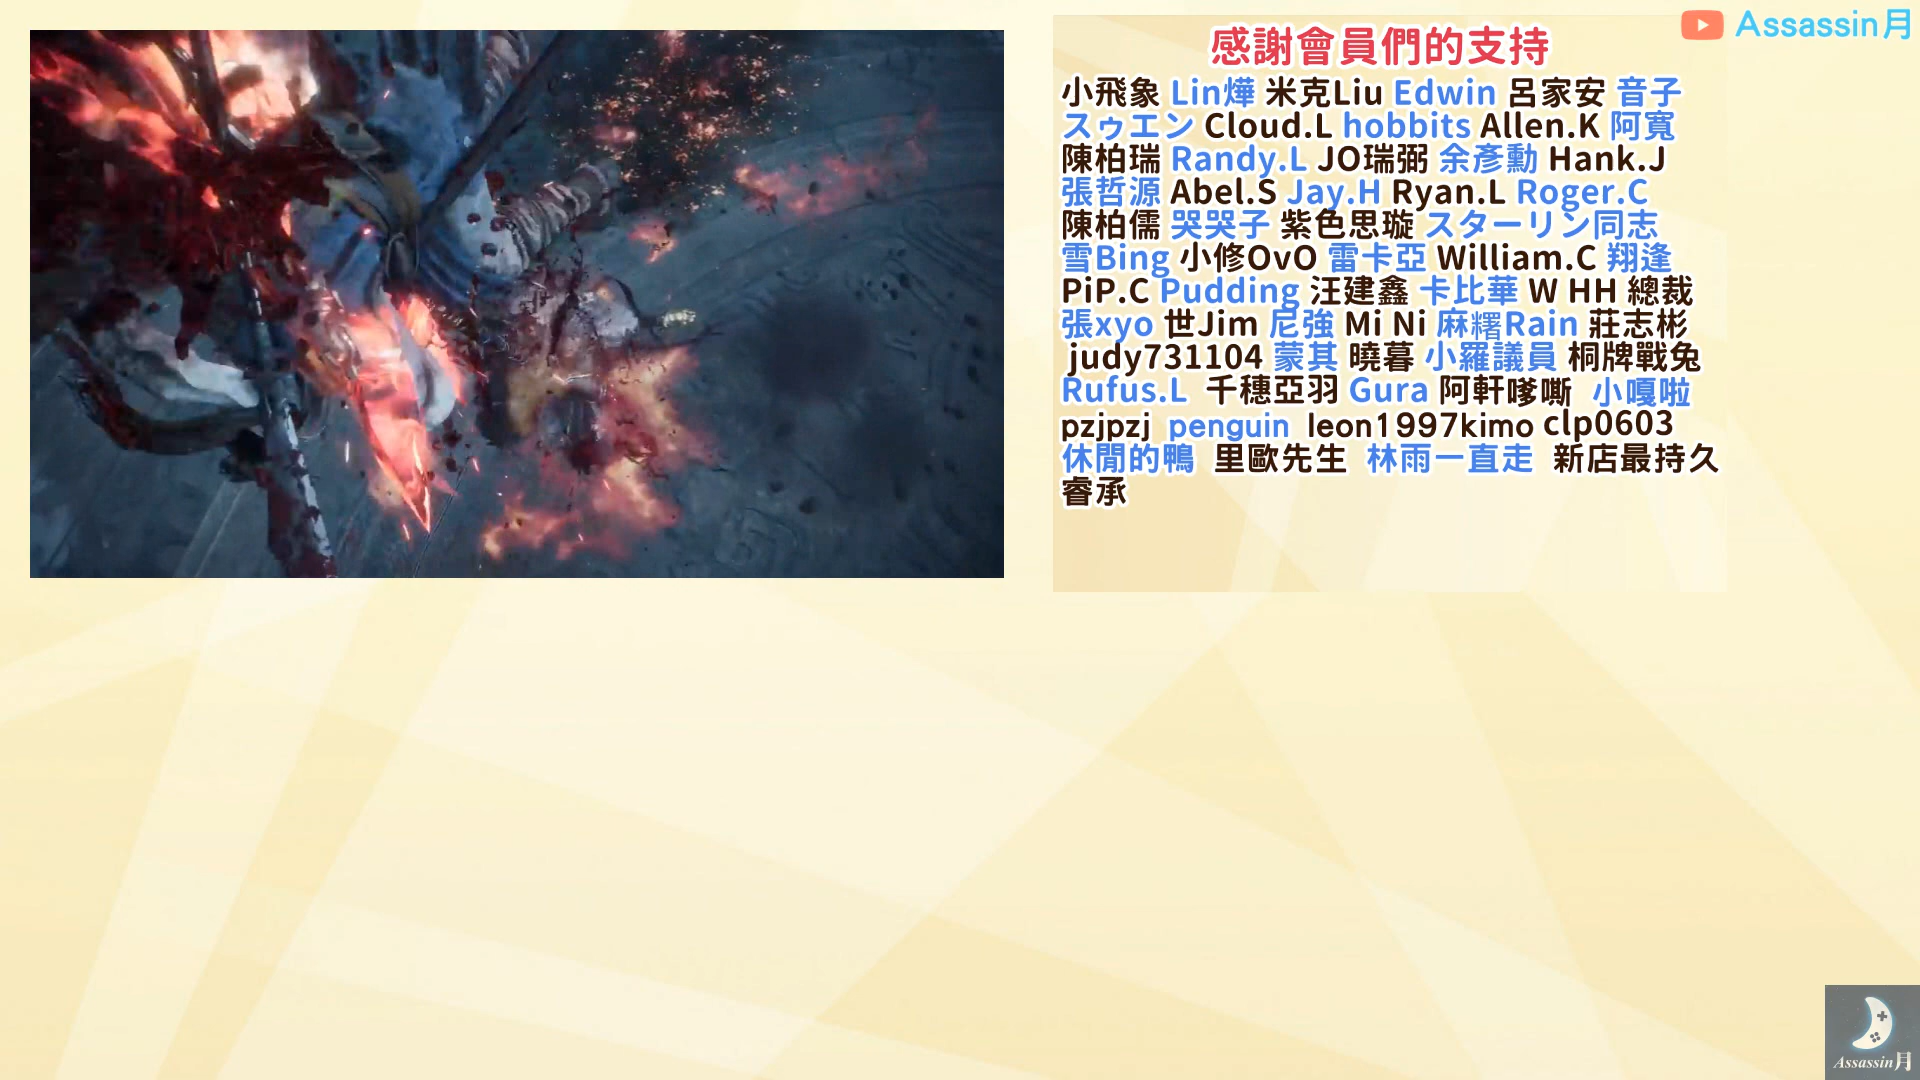 Assassin月
感謝會員們的支持
小飛象 Lin燁 米克Liu Edwin 呂家安 音子
スゥエン Cloud.L hobbits Allen.K 阿寬
陳柏瑞 Randy.L JO瑞弼 余彥勳 Hank.J
張哲源 Abel.S Jay.H Ryan.L Roger.C
陳柏儒 哭哭子 紫色思璇 スターリン同志
雪Bing 小修OvO 雷卡亞 William.C 翔逢
PiP.C Pudding 汪建鑫 卡比華 W HH 總裁
張xyo 世Jim 尼強 Mi Ni 麻糬Rain 莊志彬
judy731104 蒙其 曉暮 小羅議員 桐牌戰兔
Rufus.L 千穗亞羽 Gura 阿軒嗲嘶 小嘎啦
pzjpzj penguin leon1997kimo clp0603
休閒的鴨 里歐先生 林雨一直走 新店最持久
睿承
Assassin月